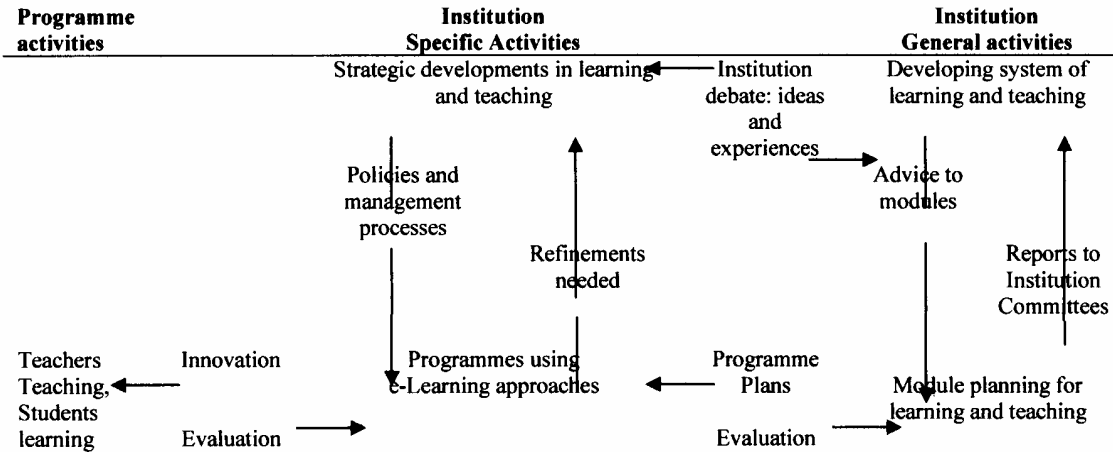 Programme
activities
Institution
Specific Activities
Institution
General activities
Strategic developments in learning
and teaching
Institution
debate: ideas
and
experiences
Developing system of
learning and teaching
Policies and
management
processes
Refinements
needed
Advice to
modules
Reports to
Institution
Committees
Teachers
Teaching,
Students
learning
Innovation
Evaluation
Programmes using
e-Learning approaches
Programme
Plans
Evaluation
Module planning for
learning and teaching